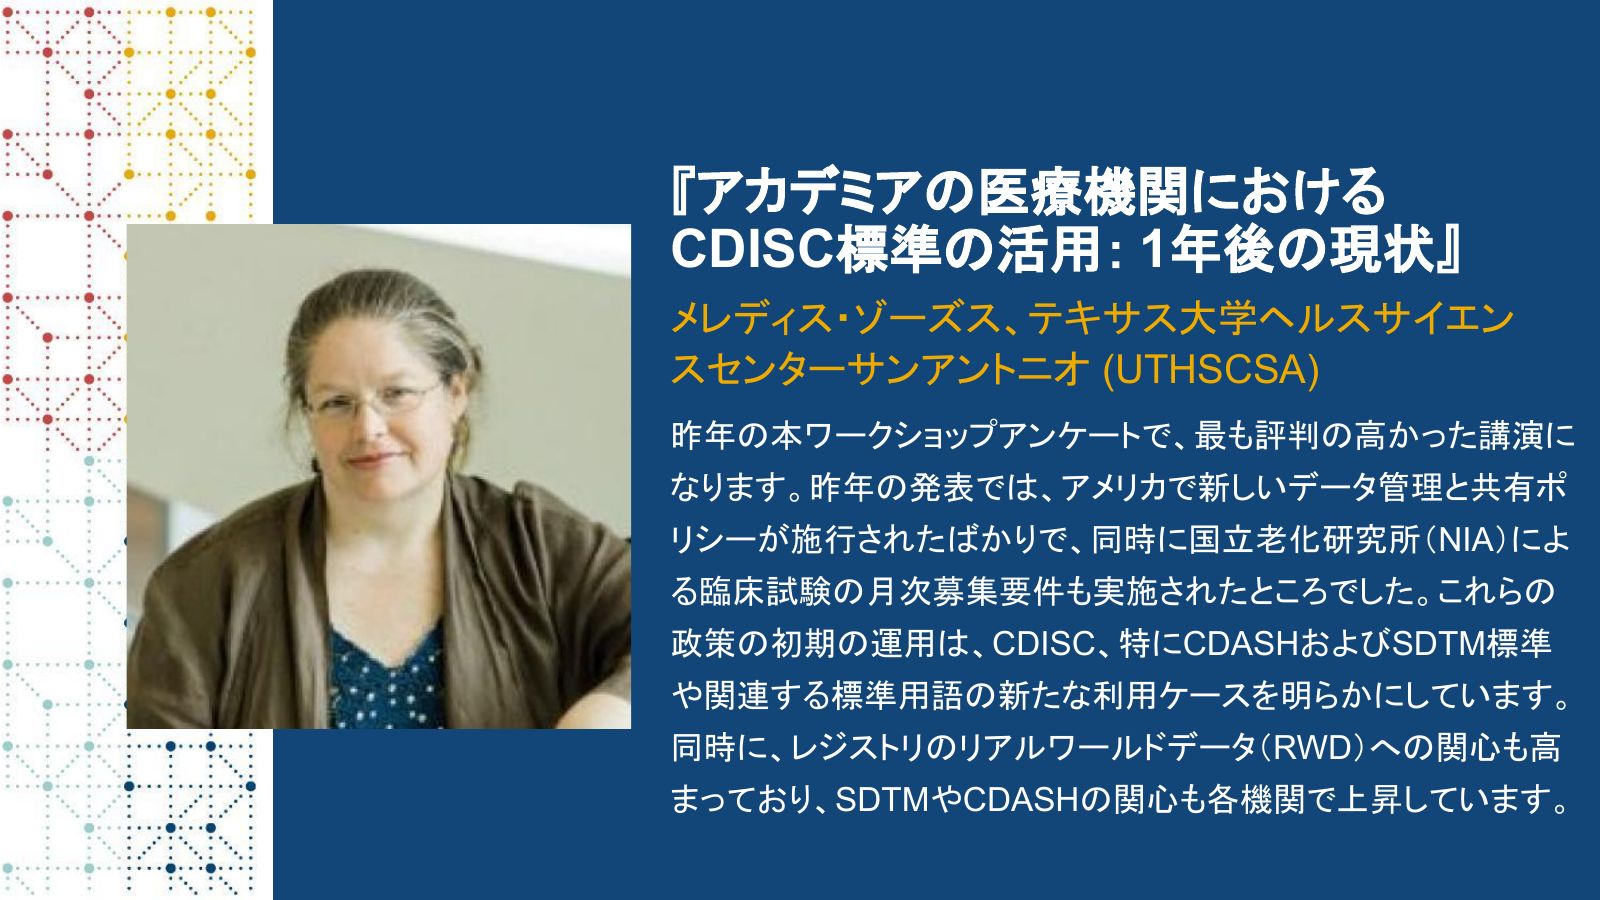 『アカデミアの医療機関における
CDISC標準の活用：1年後の現状』
メレディス・ゾーズス、テキサス大学ヘルスサイエン
スセンターサンアントニオ (UTHSCSA)
昨年の本ワークショップアンケートで、最も評判の高かった講演に
なります。昨年の発表では、アメリカで新しいデータ管理と共有ポ
リシーが施行されたばかりで、同時に国立老化研究所（NIA）によ
る臨床試験の月次募集要件も実施されたところでした。これらの
政策の初期の運用は、CDISC、特にCDASHおよびSDTM標準
や関連する標準用語の新たな利用ケースを明らかにしています。
同時に、レジストリのリアルワールドデータ（RWD）への関心も高
まっており、SDTMやCDASHの関心も各機関で上昇しています。